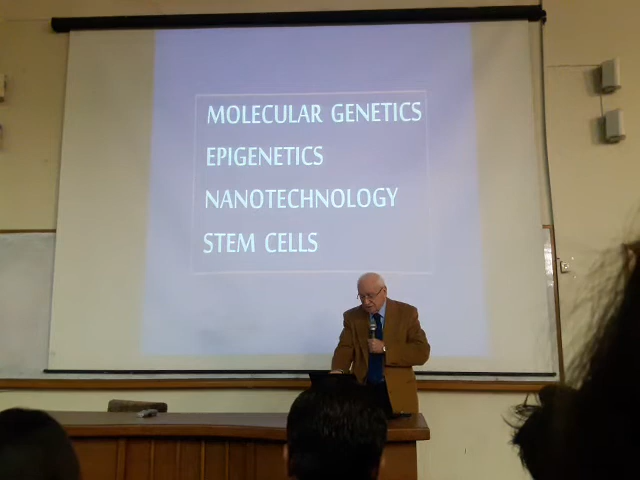 MOLECULAR GENETICS
EPIGENETICS
NANOTECHNOLOGY
STEM CELLS